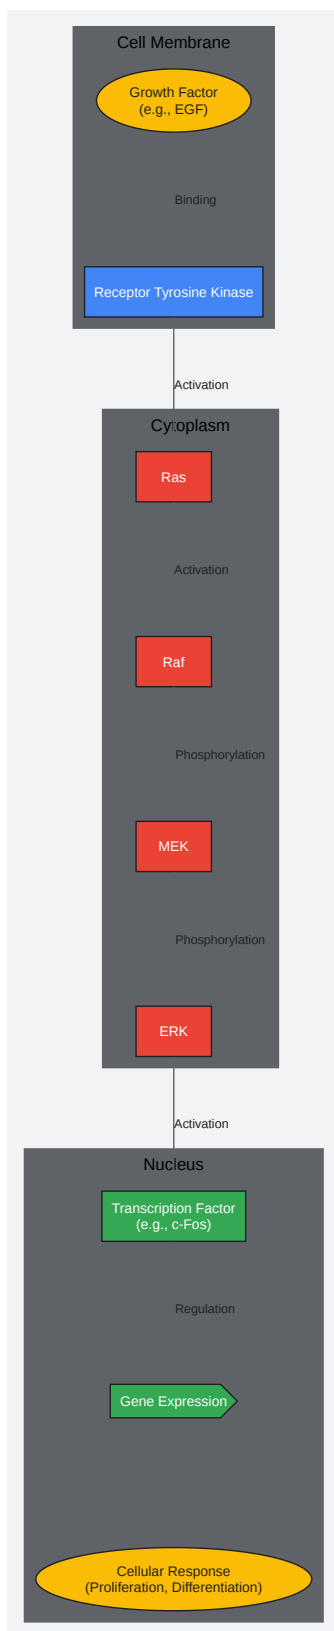 Cell Membrane
Growth Factor
(e.g., EGF)
Binding
Receptor Tyrosine Kinase
Activation
Cytoplasm
Ras
Activation
Raf
Phosphorylation
MEK
Phosphorylation
ERK
Activation
Nucleus
Transcription Factor
(e.g., c-Fos)
Regulation
Gene Expression
Cellular Response
(Proliferation, Differentiation)